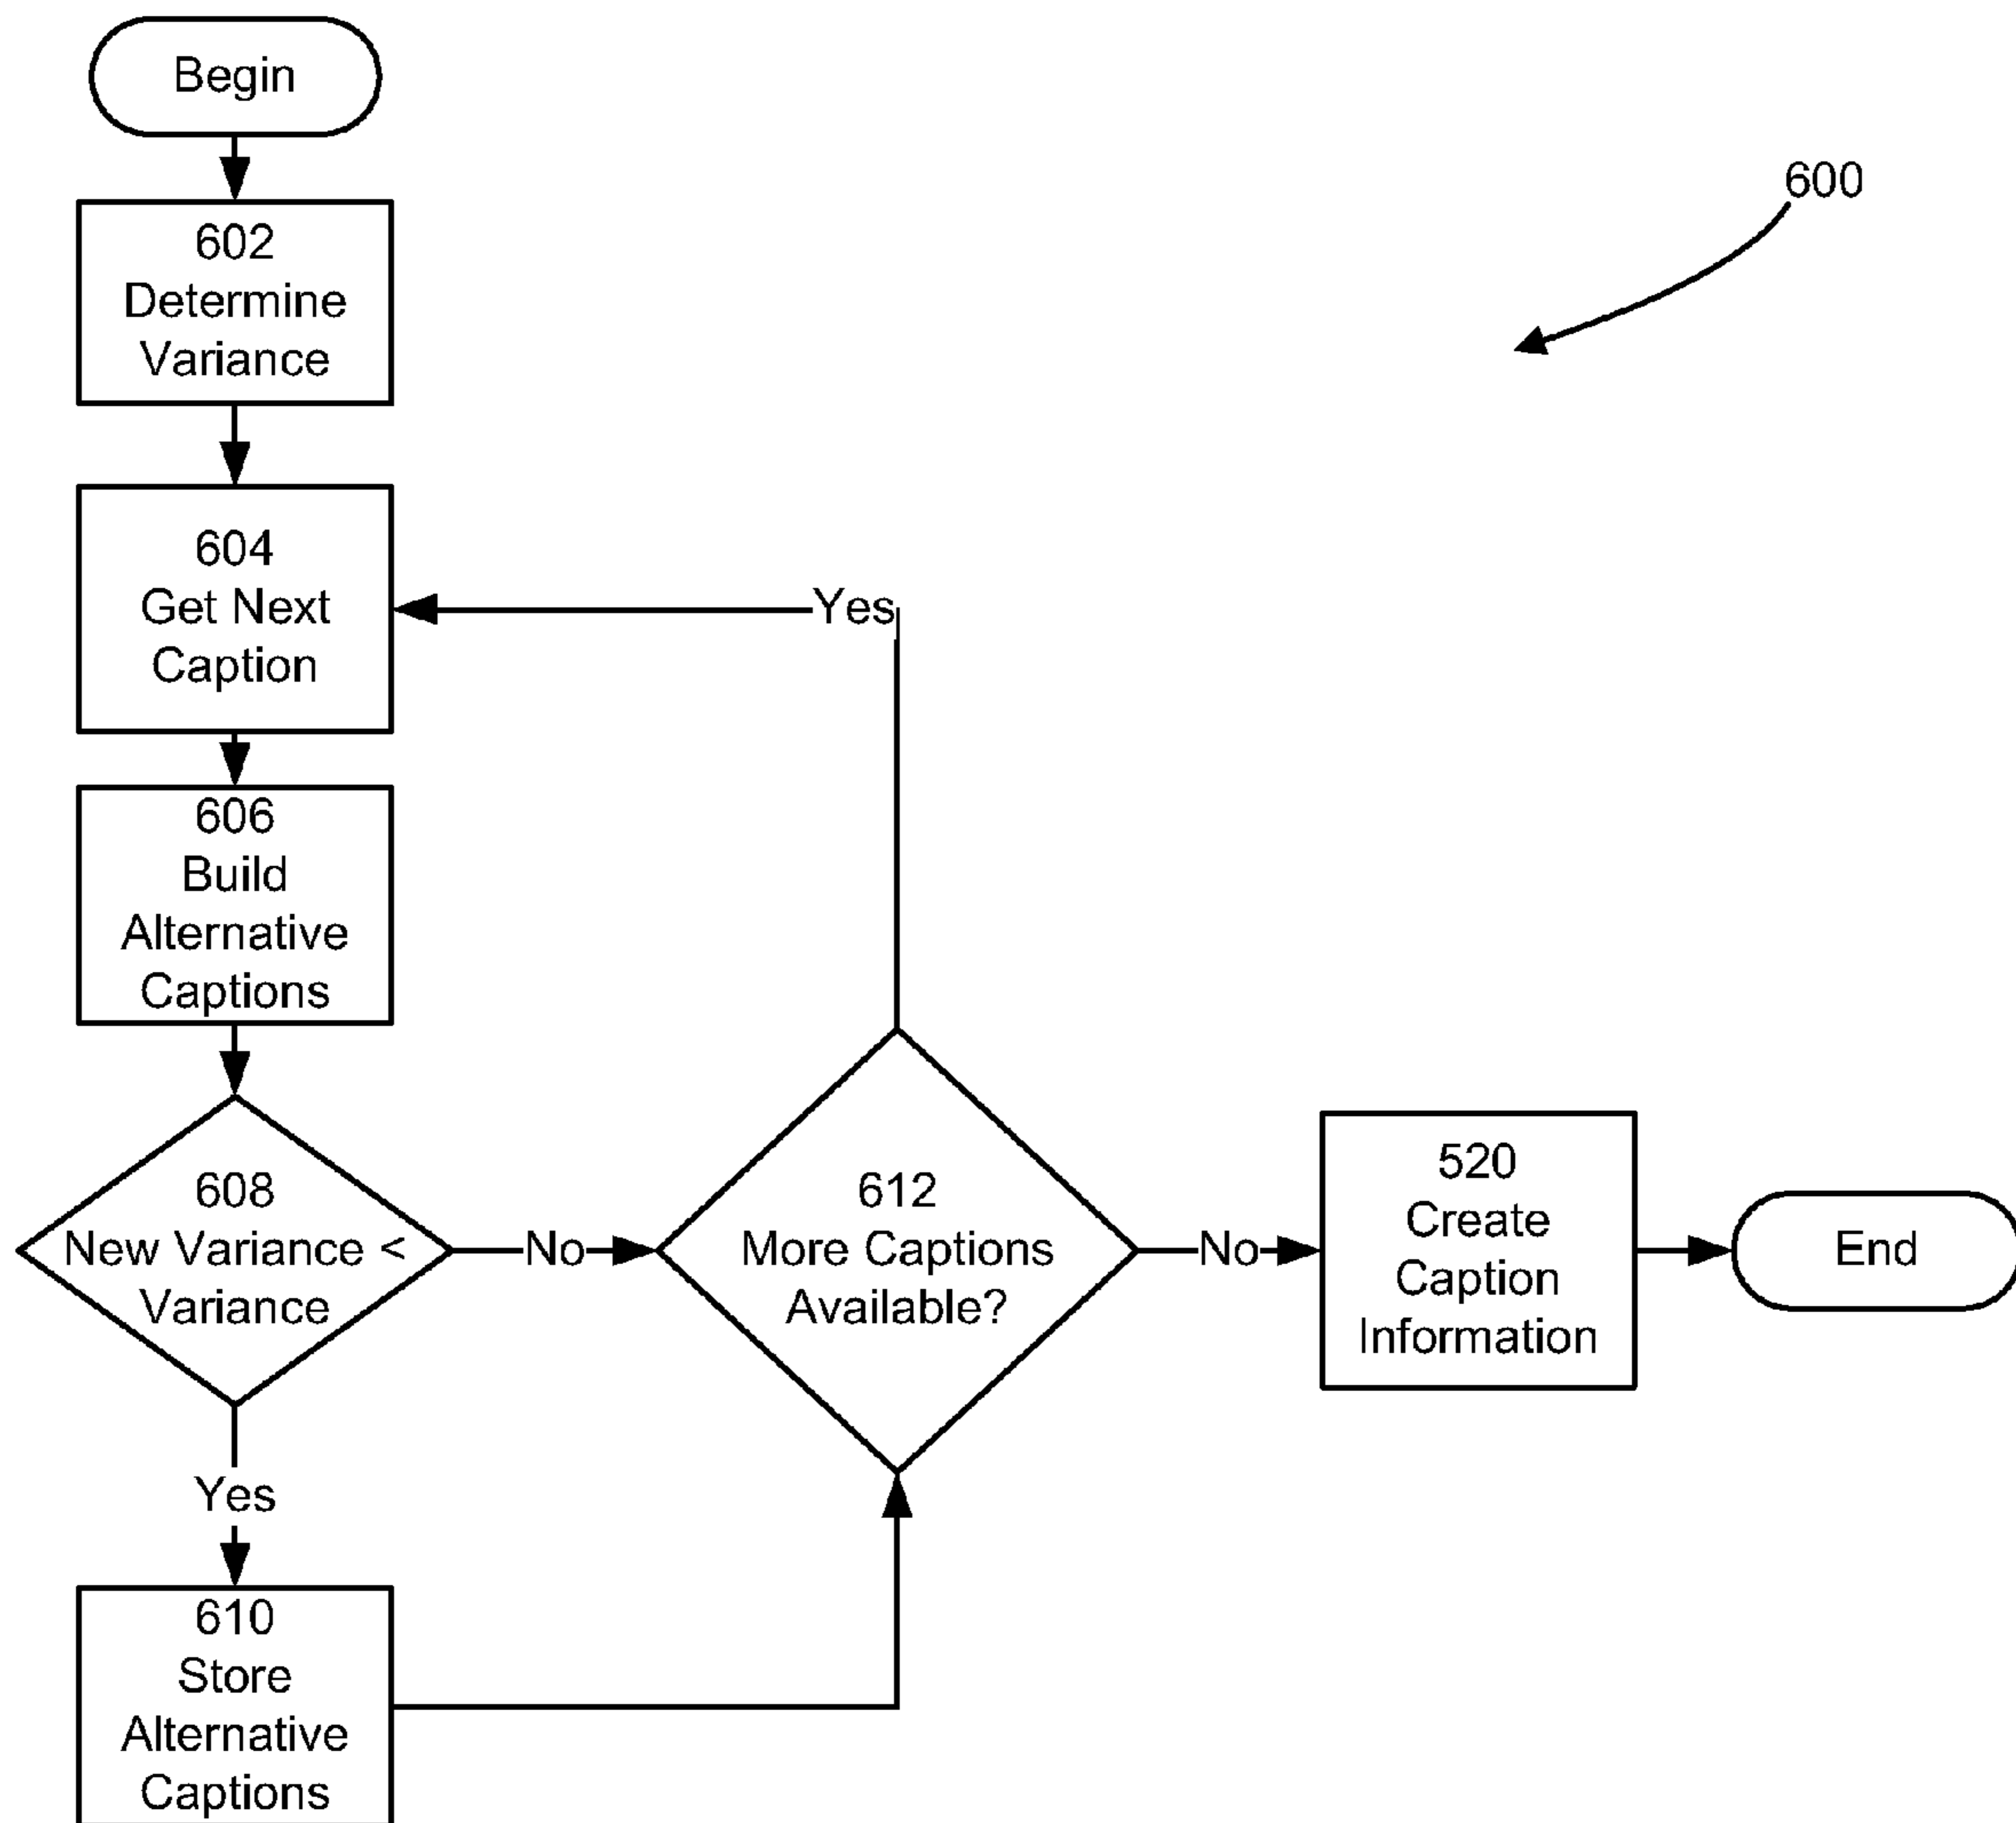 Begin
600
602
Determine
Variance
604
Get Next
Caption
Yes
606
Build
Alternative
Captions
608
New Variance <
Variance
No
612
More Captions
Available?
No
520
Create
Caption
Information
End
Yes
610
Store
Alternative
Captions